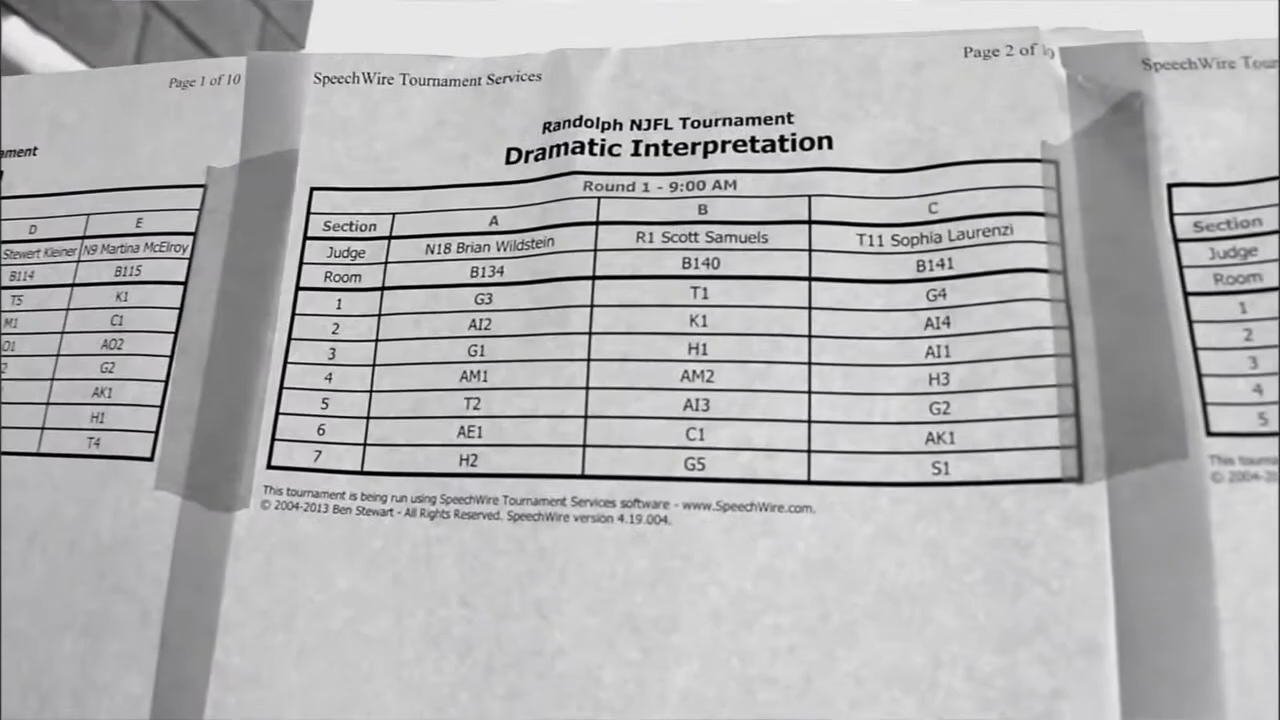 Page 1 of 10
ament
D E
Stewert Kleiner N9 Martina McElroy
B114 B115
T5 K1
M1 C1
O1 AO2
2 G2
AK1
H1
T4
SpeechWire Tournament Services Page 2 of
Randolph NJFL Tournament
Dramatic Interpretation
Round 1 - 9:00 AM
Section A B C
Judge N18 Brian Wildstein R1 Scott Samuels T11 Sophia Laurenzi
Room B134 B140 B141
1 G3 T1 G4
2 AI2 K1 AI4
3 G1 H1 AI1
4 AM1 AM2 H3
5 T2 AI3 G2
6 AE1 C1 AK1
7 H2 G5 S1
This tournament is being run using SpeechWire Tournament Services software - www.SpeechWire.com.
© 2004-2013 Ben Stewart - All Rights Reserved. SpeechWire version 4.19.004.
SpeechWire Tour
Section
Judge
Room
1
2
3
4
5
This tourna
© 2004-20